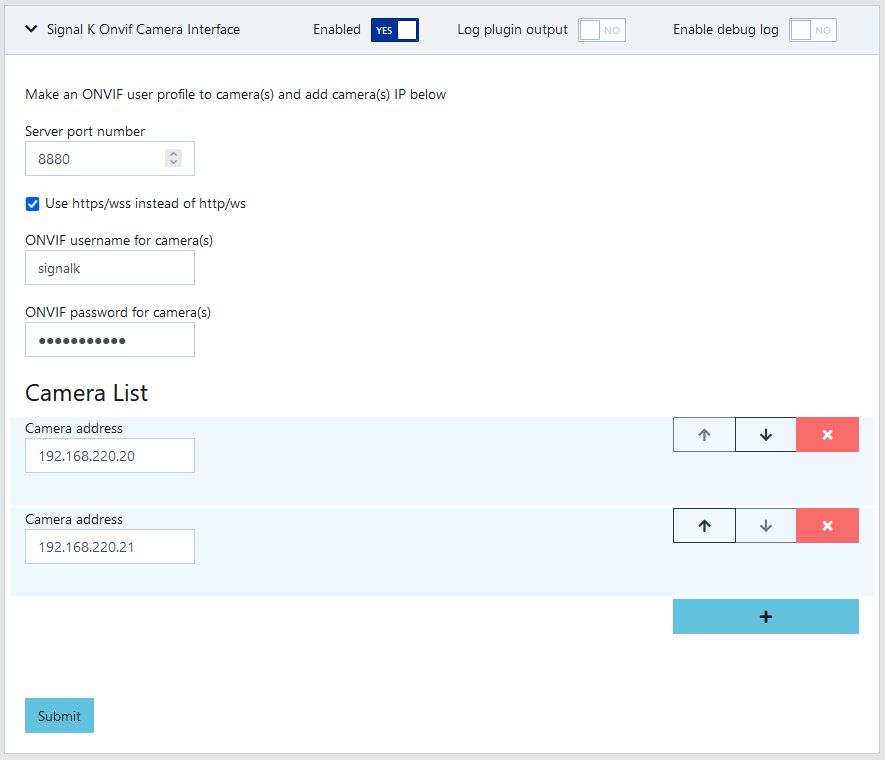 Signal K Onvif Camera Interface Enabled YES Log plugin output NO Enable debug log NO
Make an ONVIF user profile to camera(s) and add camera(s) IP below
Server port number
8880
Use https/wss instead of http/ws
ONVIF username for camera(s)
signalk
ONVIF password for camera(s)
•••••••••••
Camera List
Camera address
192.168.220.20
Camera address
192.168.220.21
+
Submit